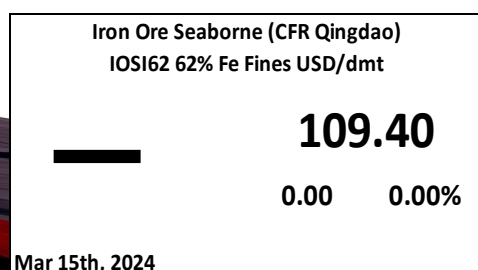 Iron Ore Seaborne (CFR Qingdao)
IOSI62 62% Fe Fines USD/dmt
109.40
0.00 0.00%
Mar 15th, 2024